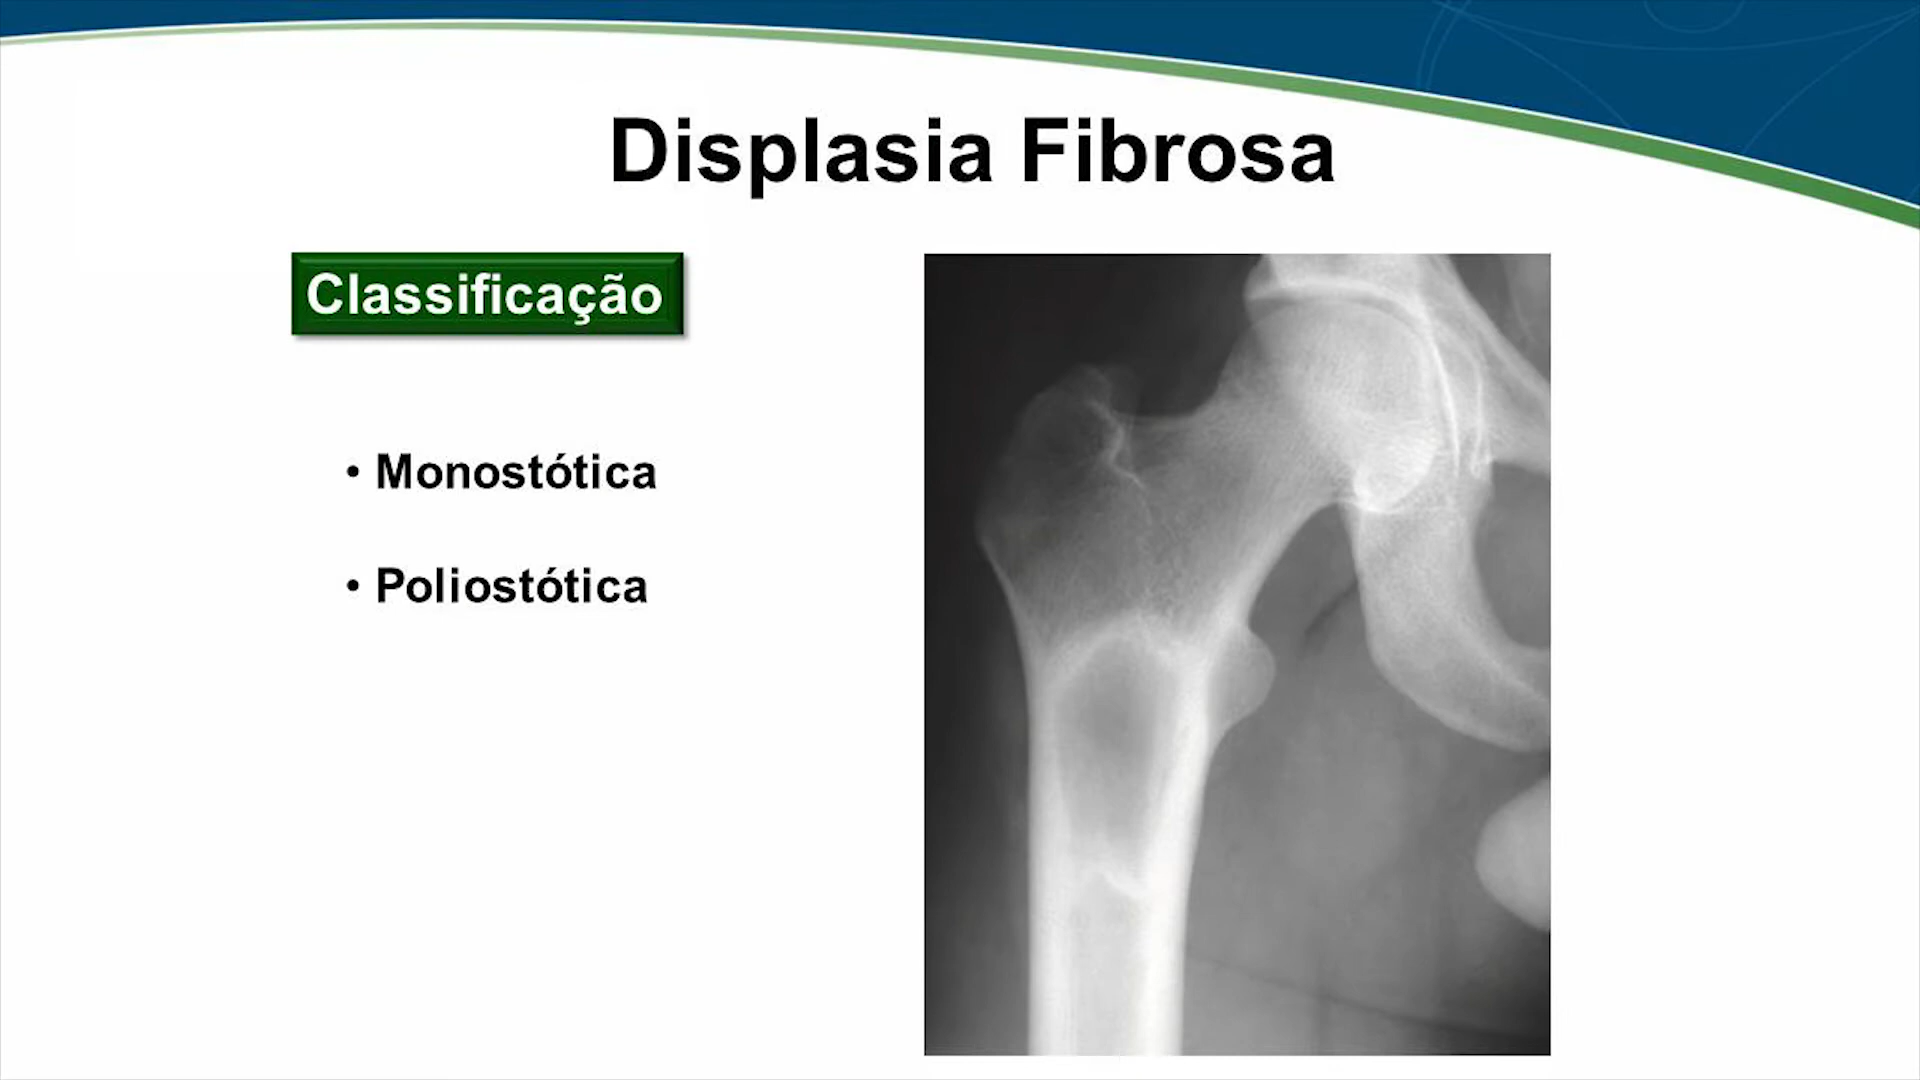 Displasia Fibrosa
Classificação
• Monostótica
• Poliostótica